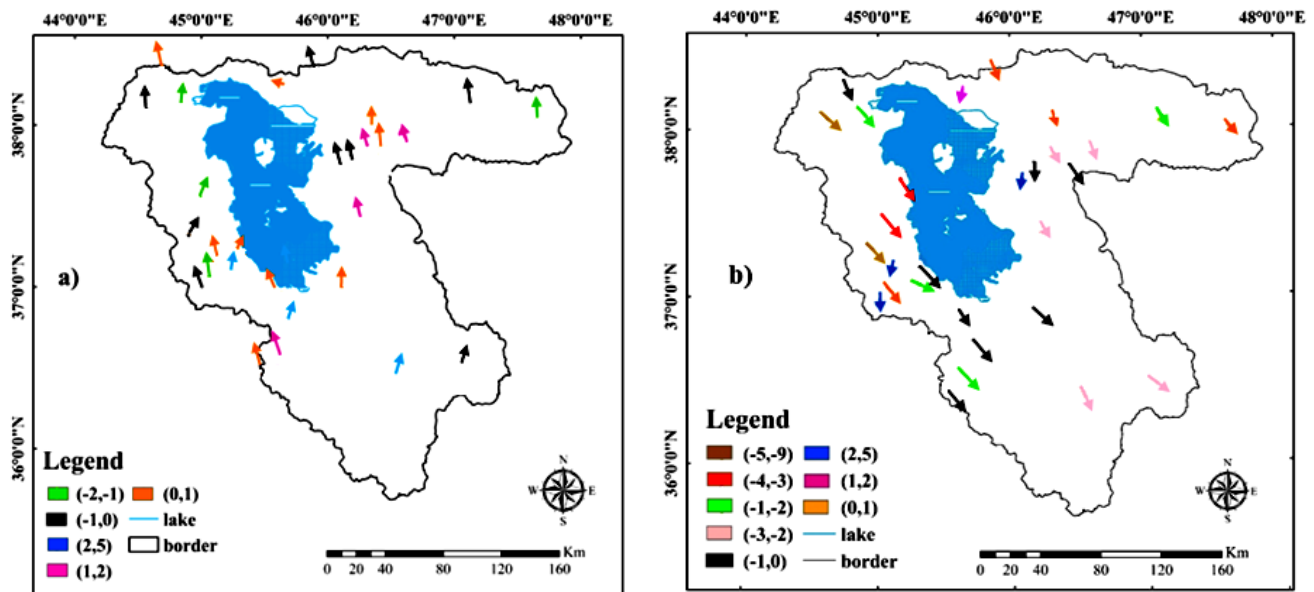 44°0'0"E 45°0'0"E 46°0'0"E 47°0'0"E 48°0'0"E
38°0'0"N
37°0'0"N
36°0'0"N
a)
Legend
(-2,-1) (0,1)
(-1,0) lake
(2,5) border
(1,2)
N
W E
S
Km
0 20 40 80 120 160
44°0'0"E 45°0'0"E 46°0'0"E 47°0'0"E 48°0'0"E
38°0'0"N
37°0'0"N
36°0'0"N
b)
Legend
(-5,-9) (2,5)
(-4,-3) (1,2)
(-1,-2) (0,1)
(-3,-2) lake
(-1,0) border
N
W E
S
Km
0 20 40 80 120 160